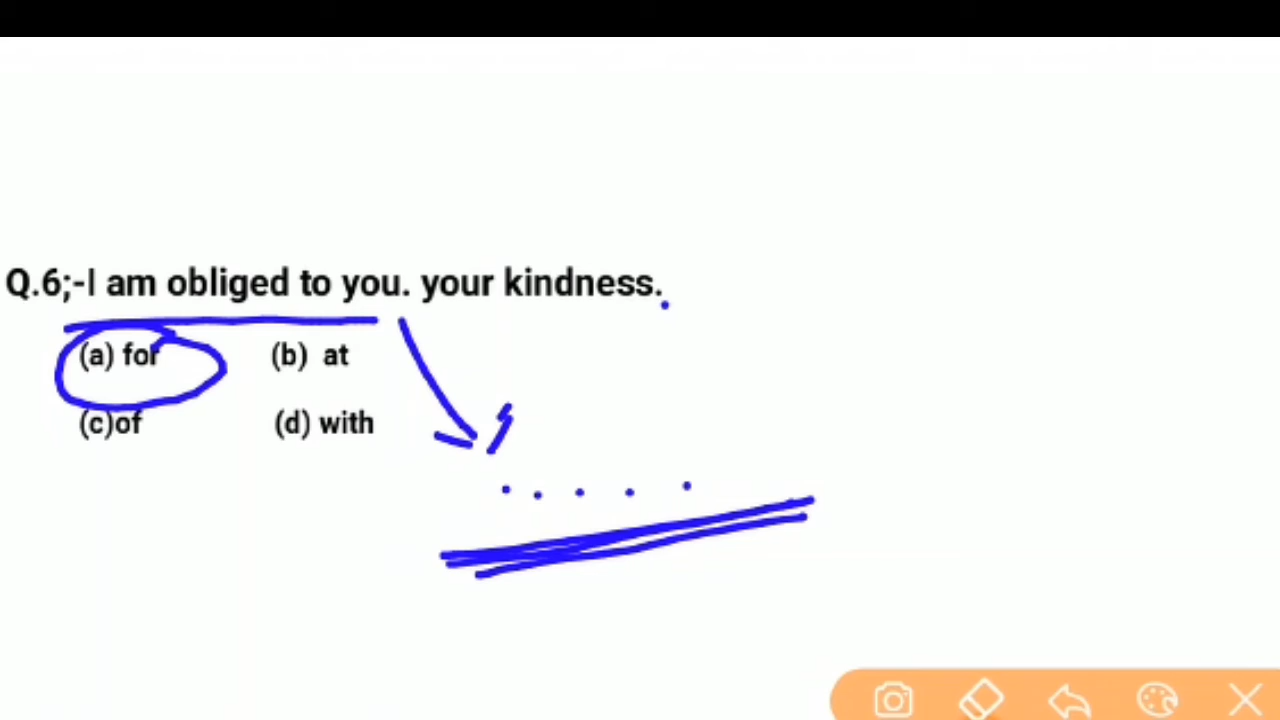 Q.6;-I am obliged to you. your kindness.
(a) for (b) at
(c)of (d) with